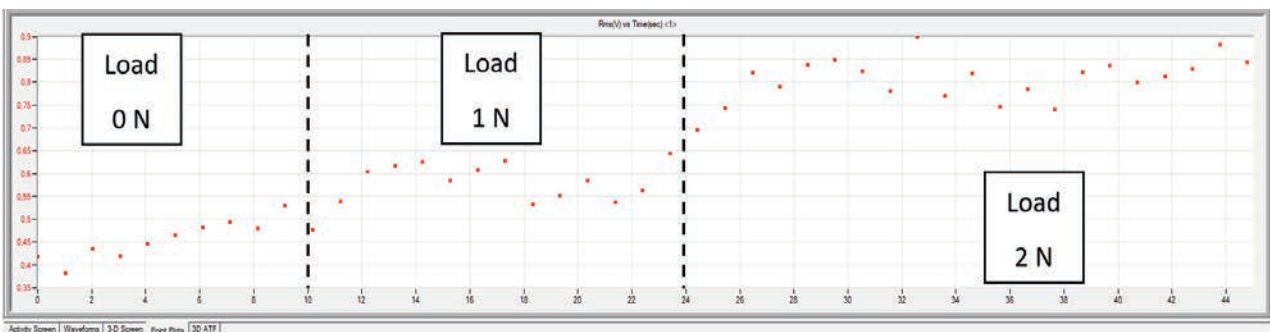 Rms(V) vs Time(sec) <1>
0.9
0.85
0.8
0.75
0.7
0.65
0.6
0.55
0.5
0.45
0.4
0.35
Load
0 N
Load
1 N
Load
2 N
0 2 4 6 8 10 12 14 16 18 20 22 24 26 28 30 32 34 36 38 40 42 44
Activity Screen Waveforms 3-D Screen Point Plots 3D ATF